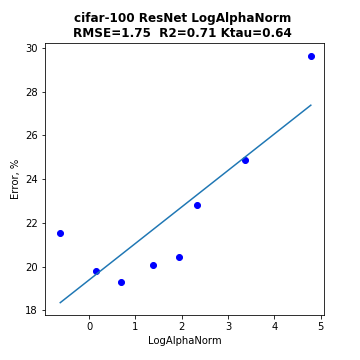 cifar-100 ResNet LogAlphaNorm
RMSE=1.75 R2=0.71 Ktau=0.64
30
28
26
24
22
20
18
Error, %
0 1 2 3 4 5
LogAlphaNorm